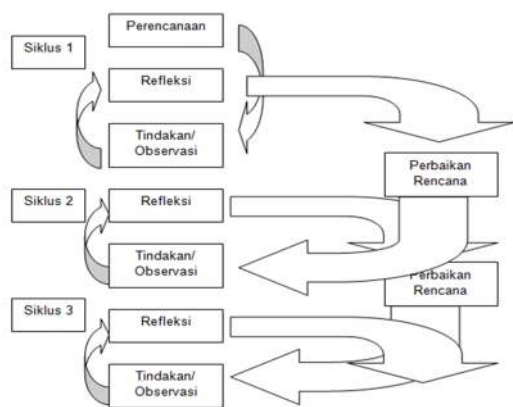 Perencanaan
Siklus 1
Refleksi
Tindakan/
Observasi
Perbaikan
Rencana
Siklus 2
Refleksi
Tindakan/
Observasi
Perbaikan
Rencana
Siklus 3
Refleksi
Tindakan/
Observasi